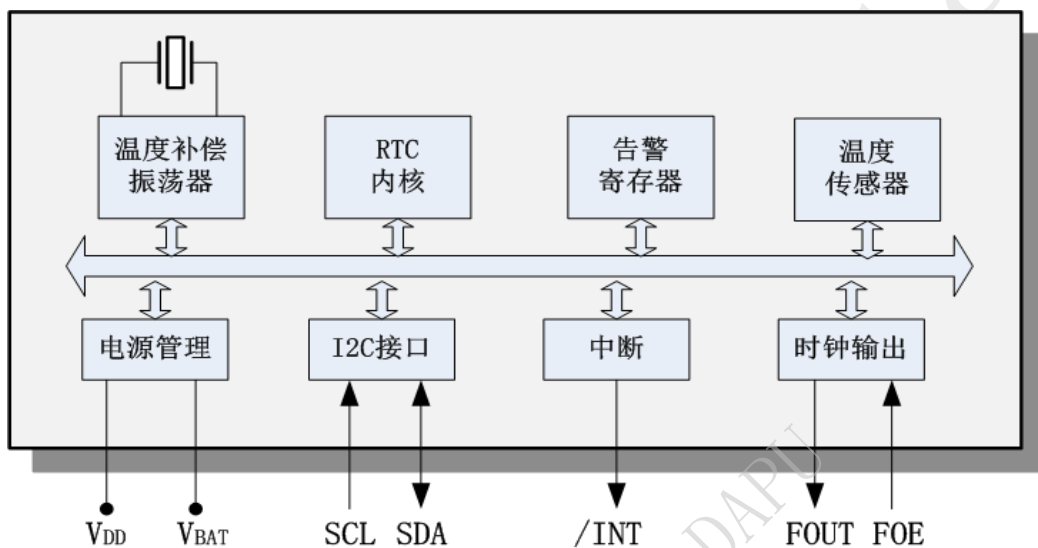 温度补偿
振荡器
RTC
内核
告警
寄存器
温度
传感器
电源管理
I2C接口
中断
时钟输出
VDD
VBAT
SCL
SDA
/INT
FOUT
FOE
DAPU